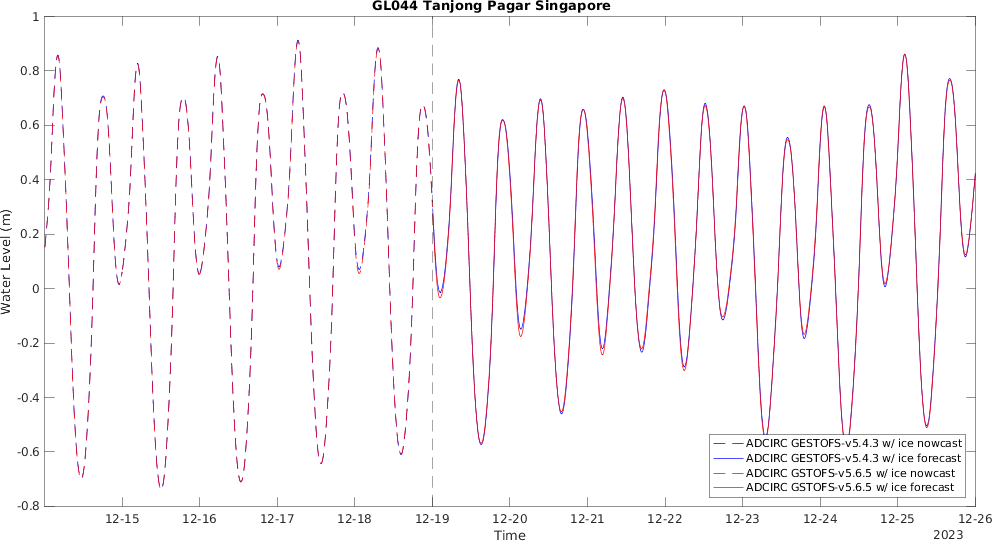 GL044 Tanjong Pagar Singapore
1
0.8
0.6
0.4
0.2
0
-0.2
-0.4
-0.6
-0.8
Water Level (m)
ADCIRC GESTOFS-v5.4.3 w/ ice nowcast
ADCIRC GESTOFS-v5.4.3 w/ ice forecast
ADCIRC GSTOFS-v5.6.5 w/ ice nowcast
ADCIRC GSTOFS-v5.6.5 w/ ice forecast
12-15 12-16 12-17 12-18 12-19 12-20 12-21 12-22 12-23 12-24 12-25 12-26
Time
2023